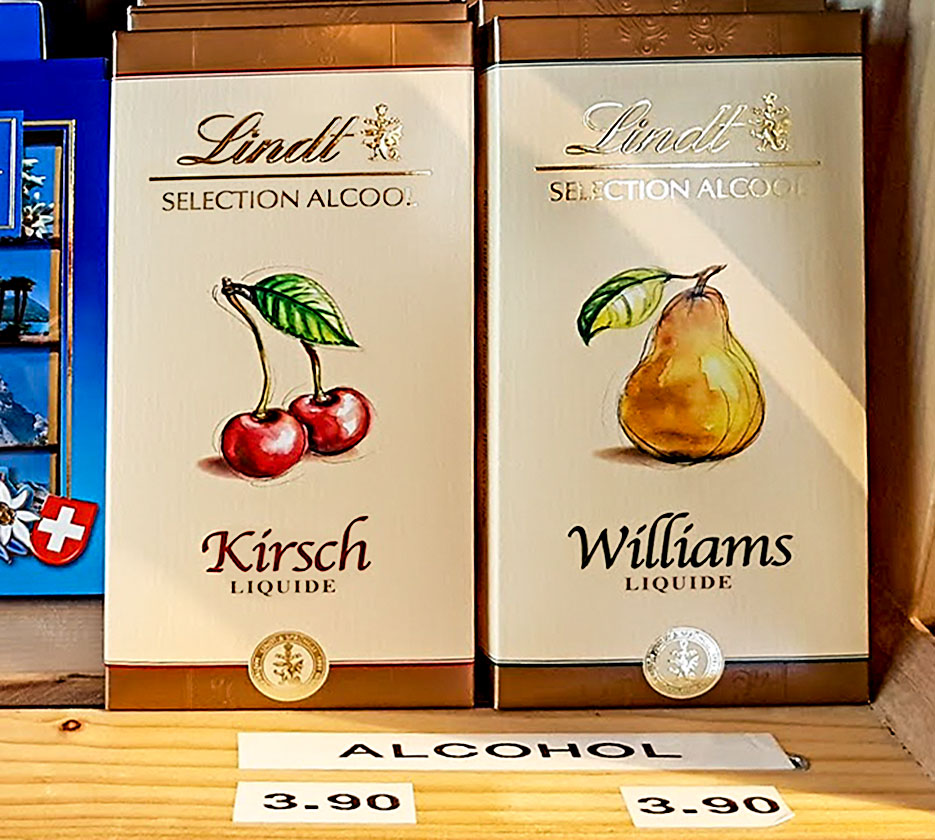 Lindt
SELECTION ALCOOL
Kirsch
LIQUIDE
Lindt
SELECTION ALCOOL
Williams
LIQUIDE
ALCOHOL
3.90
3.90